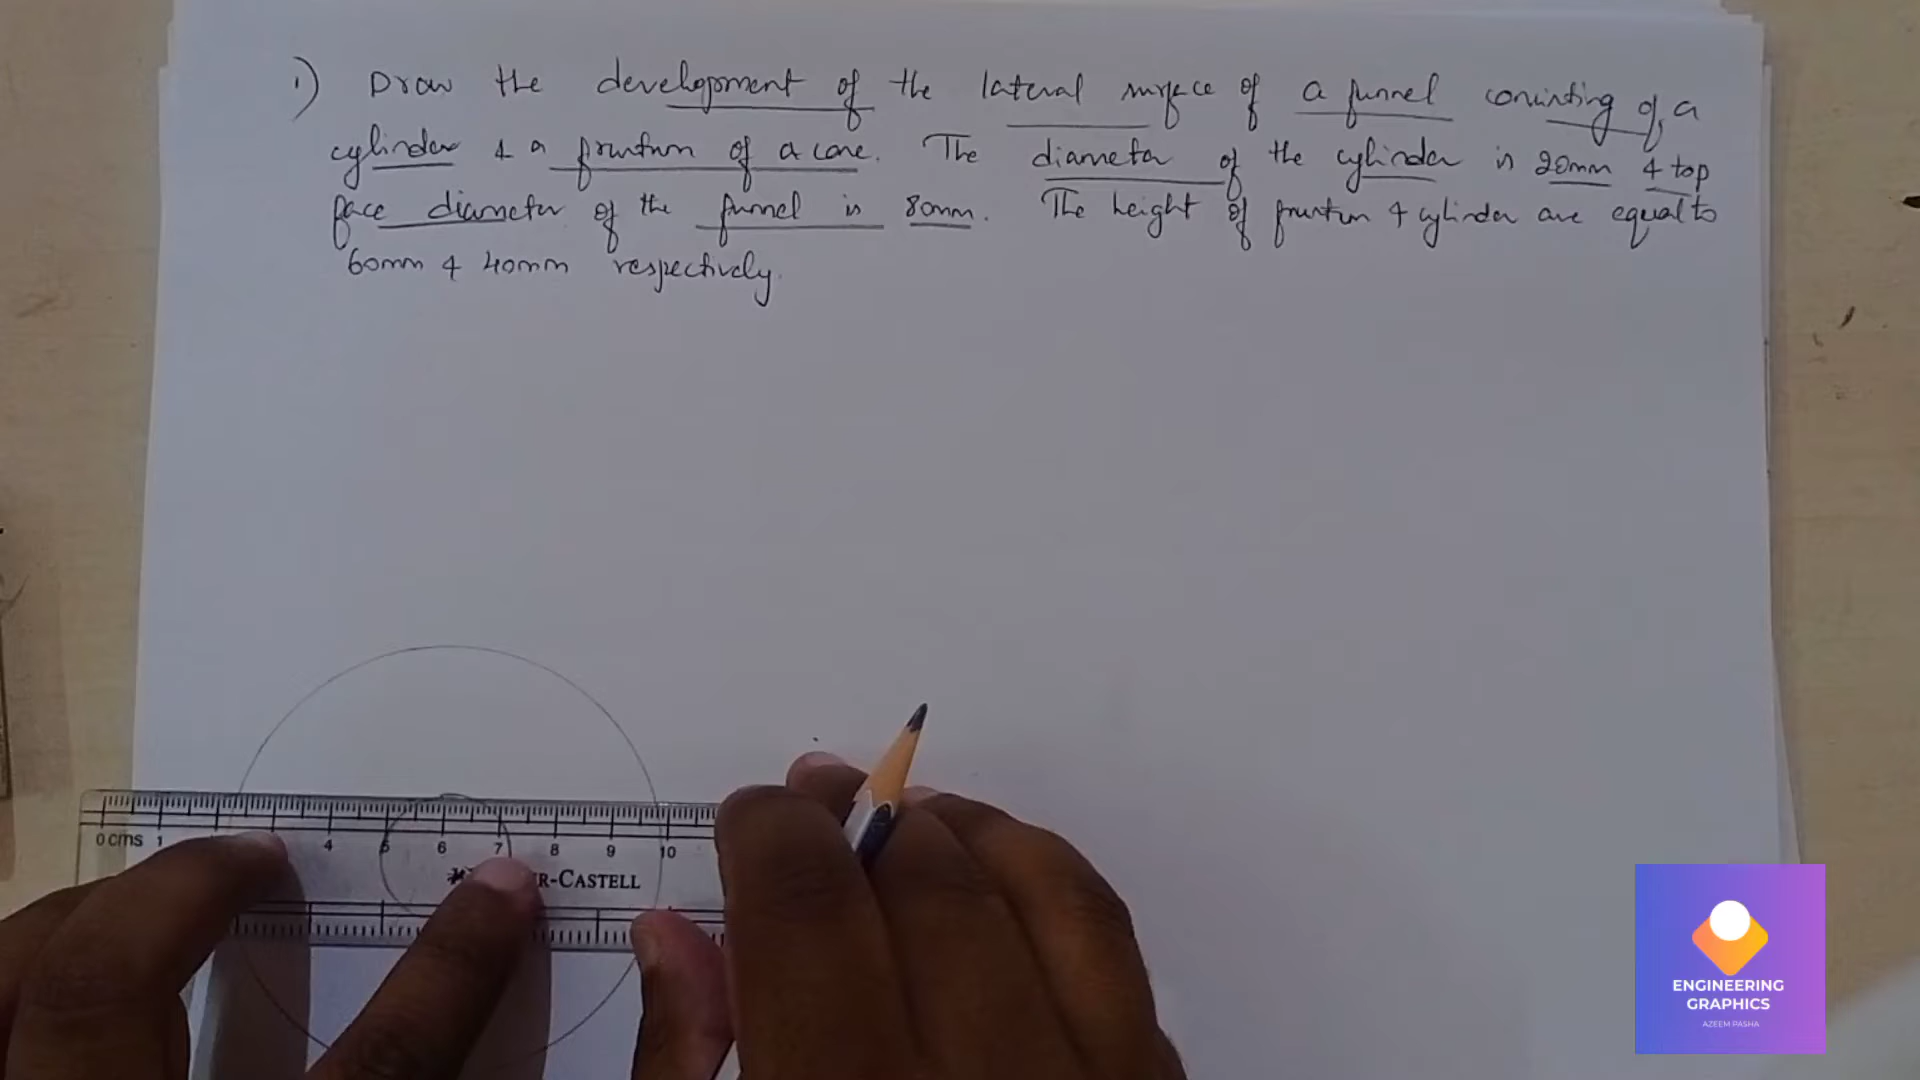 1) Draw the development of the lateral surface of a funnel consisting of, a
cylinder & a frustum of a cone. The diameter of the cylinder is 20mm & top
face diameter of the funnel is 80mm. The height of frustum & cylinder are equal to
60mm & 40mm respectively.
0 cms 1 4 5 6 7 8 9 10
R-CASTELL
ENGINEERING
GRAPHICS
AZEEM PASHA